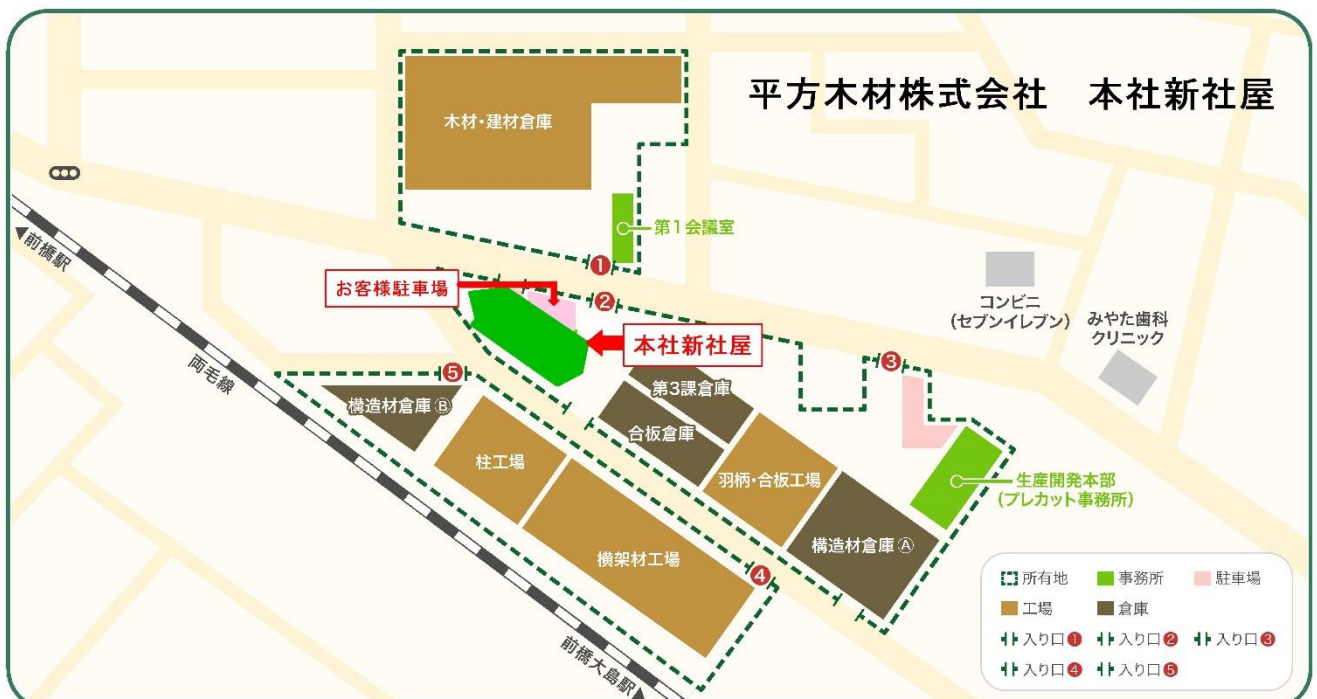 平方木材株式会社 本社新社屋
木材・建材倉庫
第1会議室
◀前橋駅
❶
お客様駐車場
❷
コンビニ
(セブンイレブン)
みやた歯科
クリニック
本社新社屋
両毛線
❸
❺
第3課倉庫
構造材倉庫Ⓑ
合板倉庫
柱工場
羽柄・合板工場
生産開発本部
(プレカット事務所)
構造材倉庫Ⓐ
横架材工場
❹
前橋大島駅▶
所有地 事務所 駐車場
工場 倉庫
入り口❶ 入り口❷ 入り口❸
入り口❹ 入り口❺